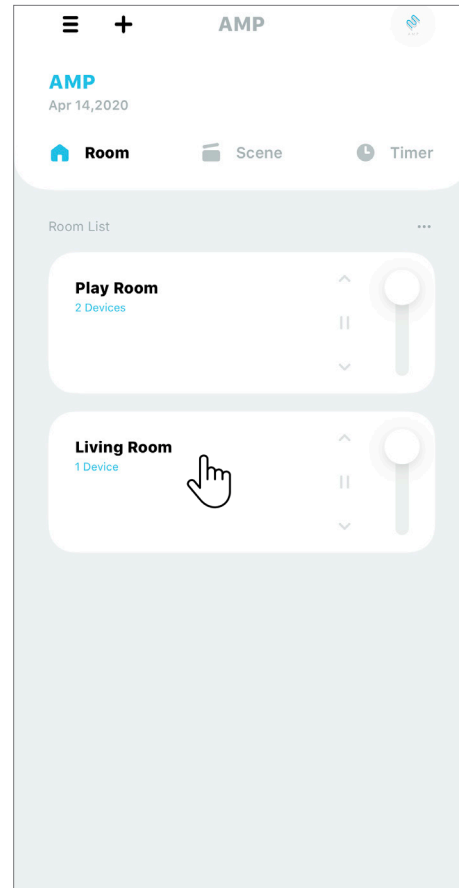 AMP
AMP
Apr 14,2020
Room
Scene
Timer
Room List
Play Room
2 Devices
Living Room
1 Device